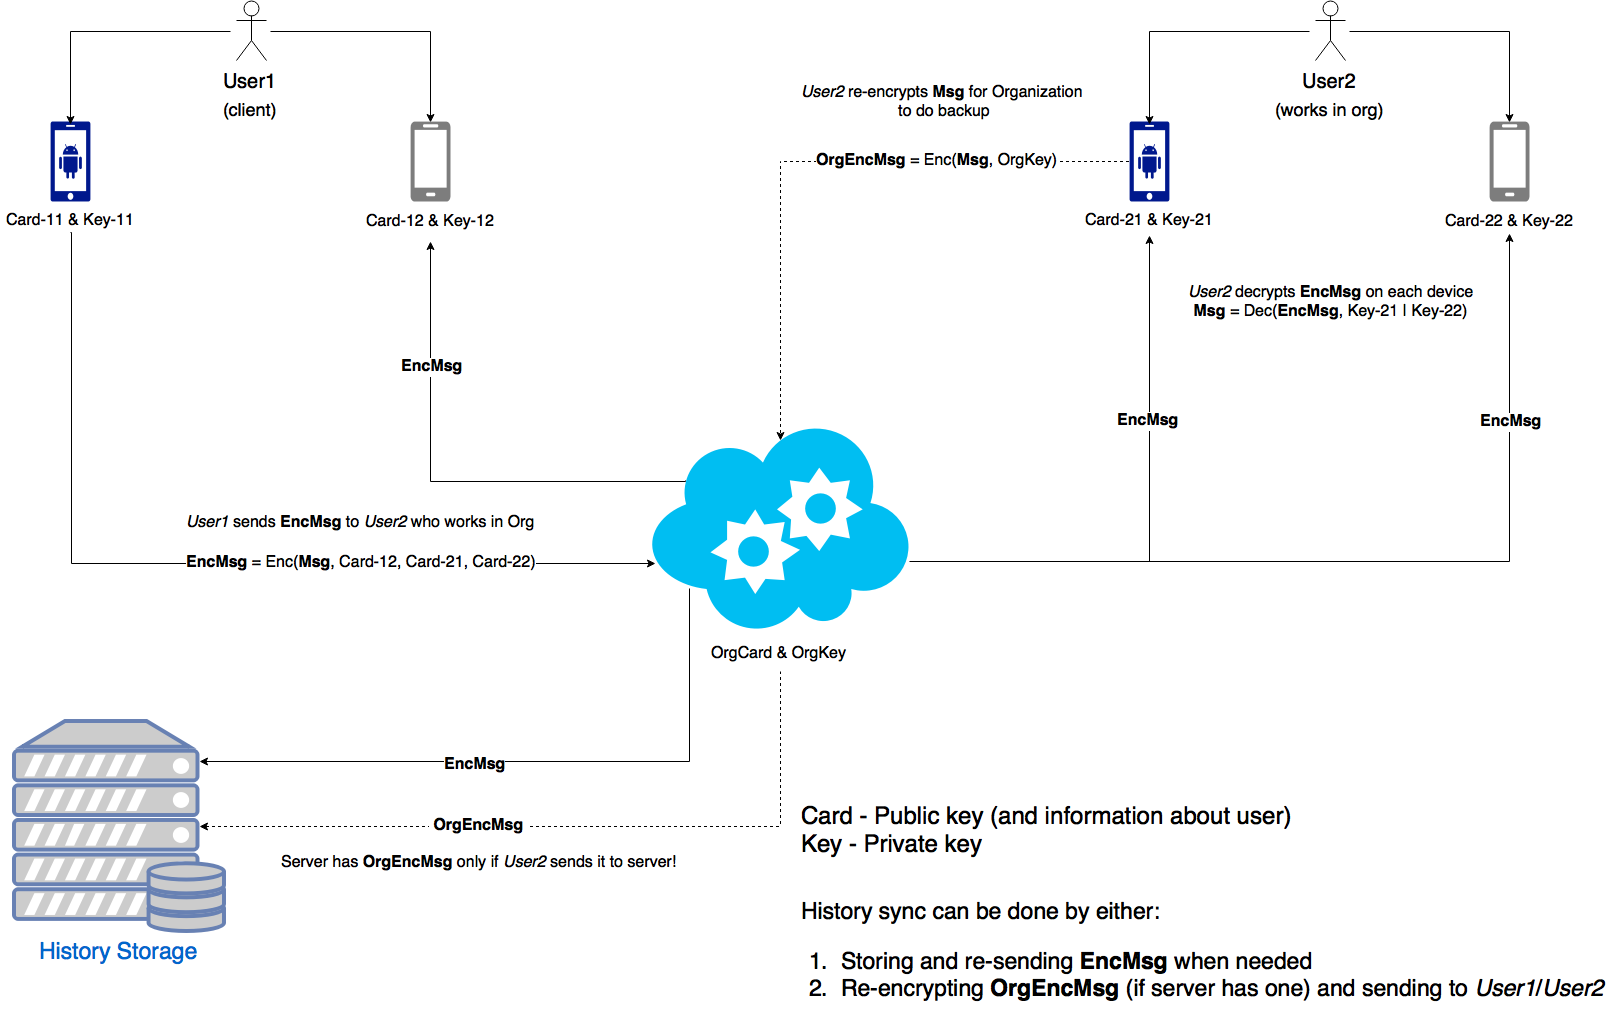 User1
(client)
User2
(works in org)
User2 re-encrypts Msg for Organization
to do backup
OrgEncMsg = Enc(Msg, OrgKey)
Card-11 & Key-11
Card-12 & Key-12
Card-21 & Key-21
Card-22 & Key-22
User2 decrypts EncMsg on each device
Msg = Dec(EncMsg, Key-21 | Key-22)
EncMsg
EncMsg
EncMsg
User1 sends EncMsg to User2 who works in Org
EncMsg = Enc(Msg, Card-12, Card-21, Card-22)
OrgCard & OrgKey
EncMsg
OrgEncMsg
Server has OrgEncMsg only if User2 sends it to server!
History Storage
Card - Public key (and information about user)
Key - Private key
History sync can be done by either:
1. Storing and re-sending EncMsg when needed
2. Re-encrypting OrgEncMsg (if server has one) and sending to User1/User2